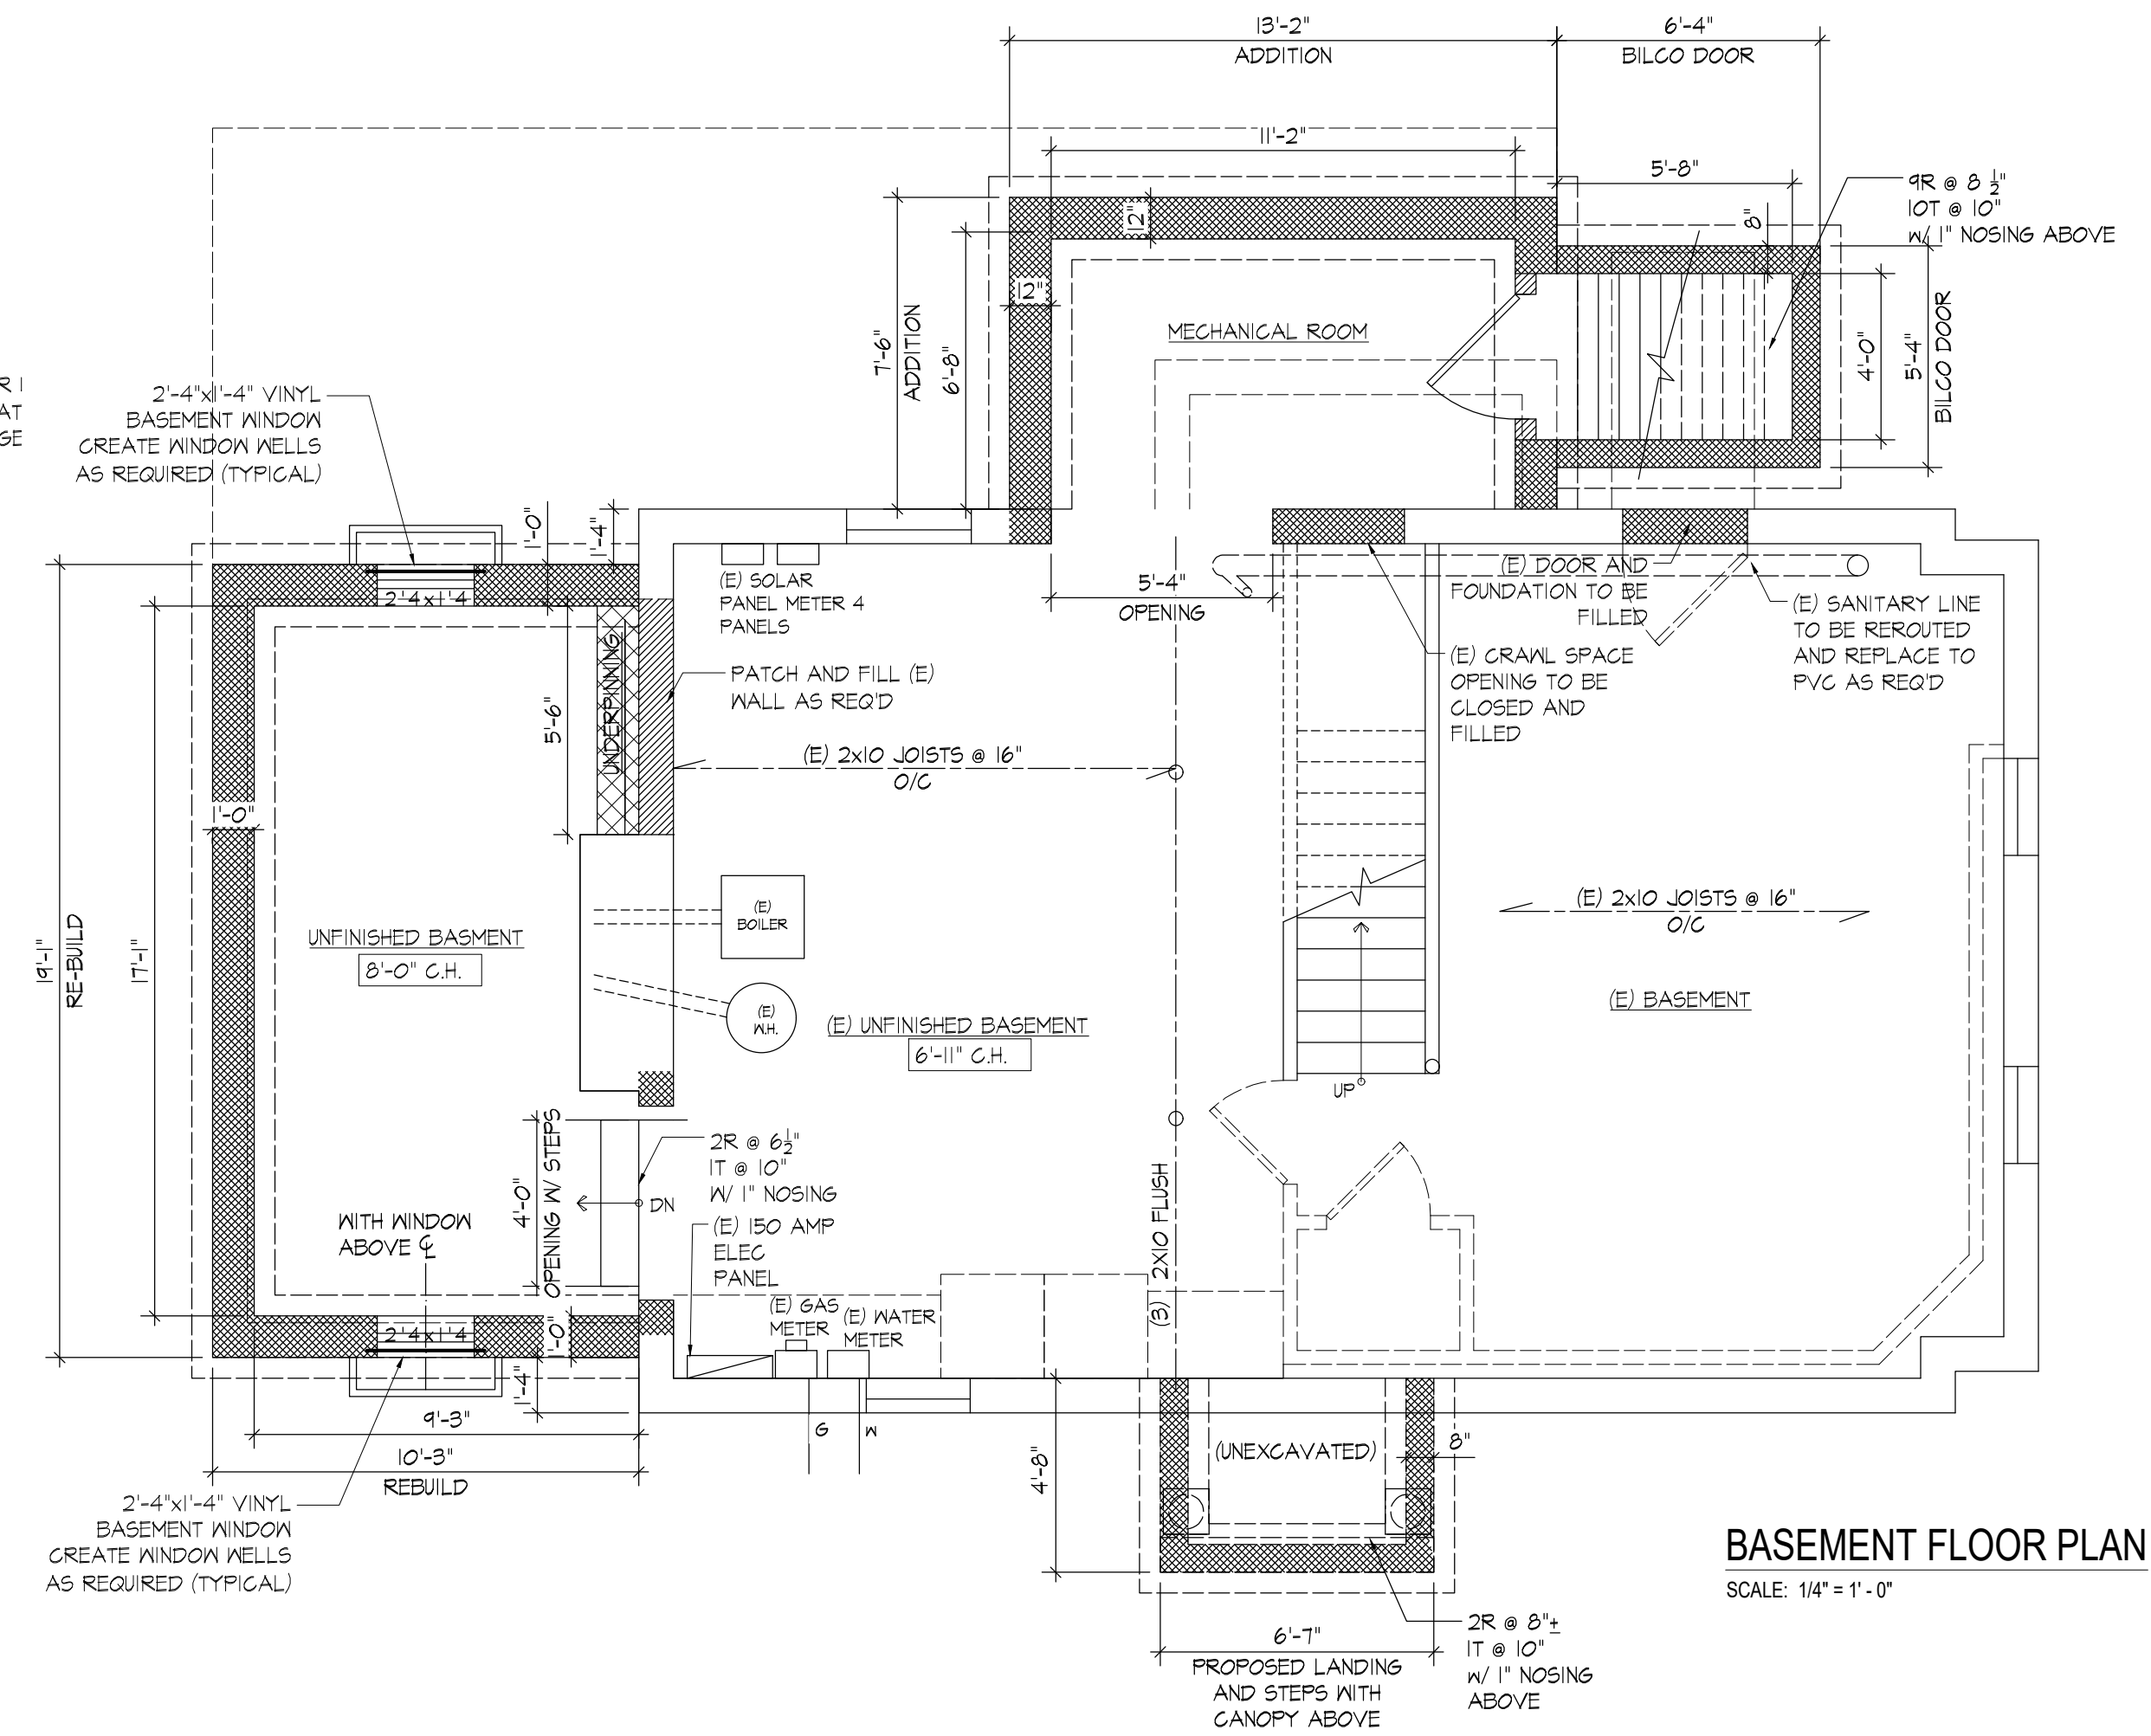 13'-2"
ADDITION
6'-4"
BILCO DOOR
11'-2"
5'-8"
9R @ 8 1/2"
10T @ 10"
W/ 1" NOSING ABOVE
12"
8"
12"
7'-6"
ADDITION
6'-8"
MECHANICAL ROOM
4'-0"
5'-4"
BILCO DOOR
R 1
AT
GE
2'-4"x1'-4" VINYL
BASEMENT WINDOW
CREATE WINDOW WELLS
AS REQUIRED (TYPICAL)
1'-0"
1'-4"
2'4x1'4
(E) SOLAR
PANEL METER 4
PANELS
5'-4"
OPENING
(E) DOOR AND
FOUNDATION TO BE
FILLED
(E) SANITARY LINE
TO BE REROUTED
AND REPLACE TO
PVC AS REQ'D
(E) CRAWL SPACE
OPENING TO BE
CLOSED AND
FILLED
UNDERPINNING
5'-6"
PATCH AND FILL (E)
WALL AS REQ'D
(E) 2x10 JOISTS @ 16"
O/C
1'-0"
19'-1"
RE-BUILD
17'-1"
UNFINISHED BASMENT
8'-0" C.H.
(E)
BOILER
(E)
W.H.
(E) UNFINISHED BASEMENT
6'-11" C.H.
(E) 2x10 JOISTS @ 16"
O/C
(E) BASEMENT
UP
4'-0"
OPENING W/ STEPS
2R @ 6 1/2"
1T @ 10"
W/ 1" NOSING
DN
(E) 150 AMP
ELEC
PANEL
WITH WINDOW
ABOVE ℄
(3) 2X10 FLUSH
(E) GAS
METER
(E) WATER
METER
2'4x1'4
1'-0"
1'-4"
9'-3"
10'-3"
REBUILD
G
W
4'-8"
(UNEXCAVATED)
8"
2'-4"x1'-4" VINYL
BASEMENT WINDOW
CREATE WINDOW WELLS
AS REQUIRED (TYPICAL)
6'-7"
PROPOSED LANDING
AND STEPS WITH
CANOPY ABOVE
2R @ 8"±
1T @ 10"
W/ 1" NOSING
ABOVE
BASEMENT FLOOR PLAN
SCALE: 1/4" = 1' - 0"